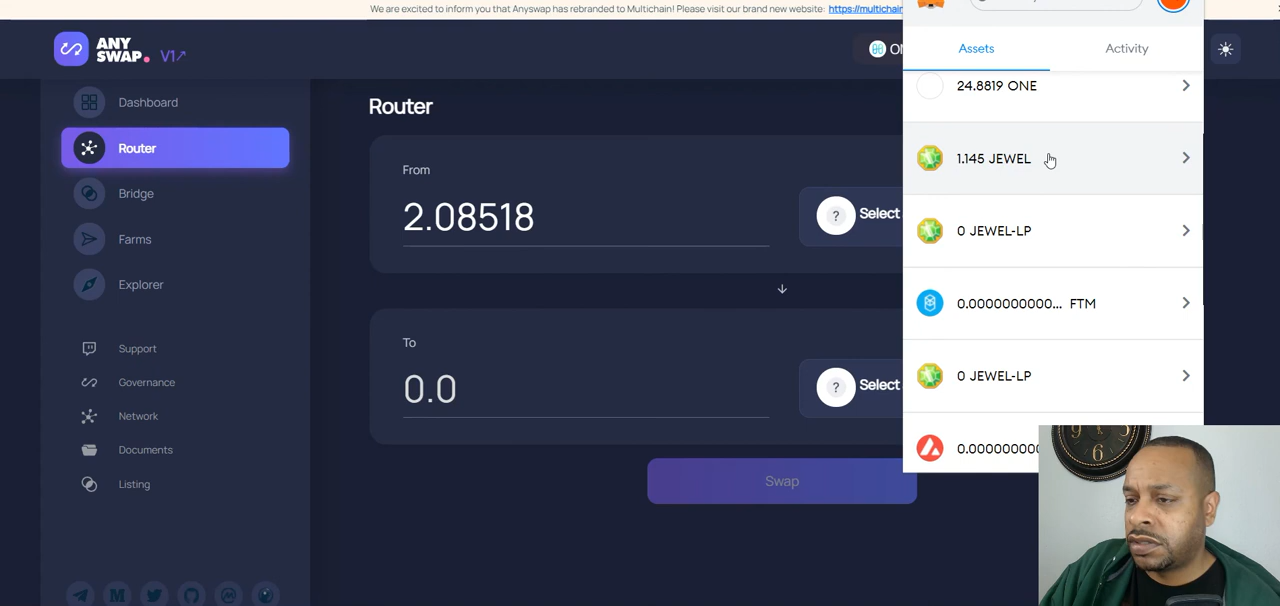 We are excited to inform you that Anyswap has rebranded to Multichain! Please visit our brand new website: https://multichain
ANY
SWAP.
V1↗
Assets
Activity
Dashboard
Router
Bridge
Farms
Explorer
Support
Governance
Network
Documents
Listing
Router
From
2.08518
?
Select
↓
To
0.0
?
Select
Swap
24.8819 ONE
1.145 JEWEL
0 JEWEL-LP
0.0000000000... FTM
0 JEWEL-LP
6